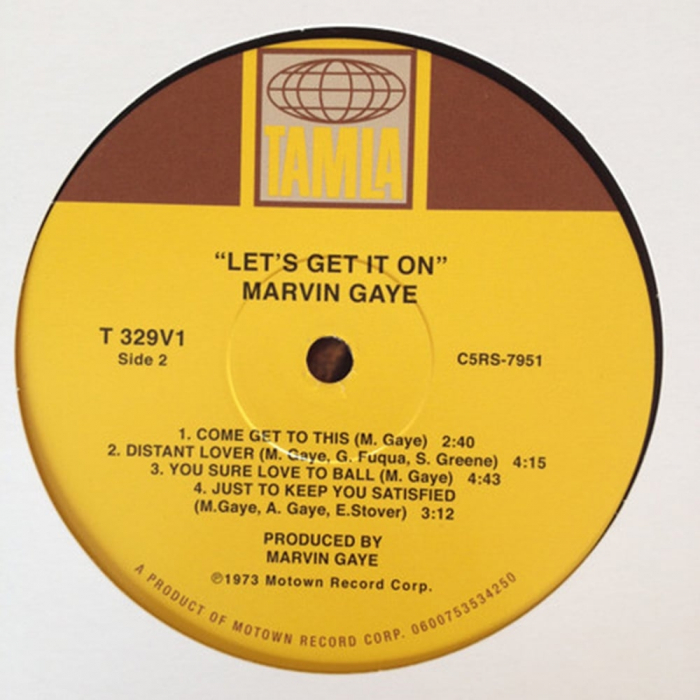 TAMLA
“LET’S GET IT ON”
MARVIN GAYE
T 329V1
Side 2
C5RS-7951
1. COME GET TO THIS (M. Gaye) 2:40
2. DISTANT LOVER (M. Gaye, G. Fuqua, S. Greene) 4:15
3. YOU SURE LOVE TO BALL (M. Gaye) 4:43
4. JUST TO KEEP YOU SATISFIED
(M.Gaye, A. Gaye, E.Stover) 3:12
PRODUCED BY
MARVIN GAYE
℗1973 Motown Record Corp.
A PRODUCT OF MOTOWN RECORD CORP. 0600753534250